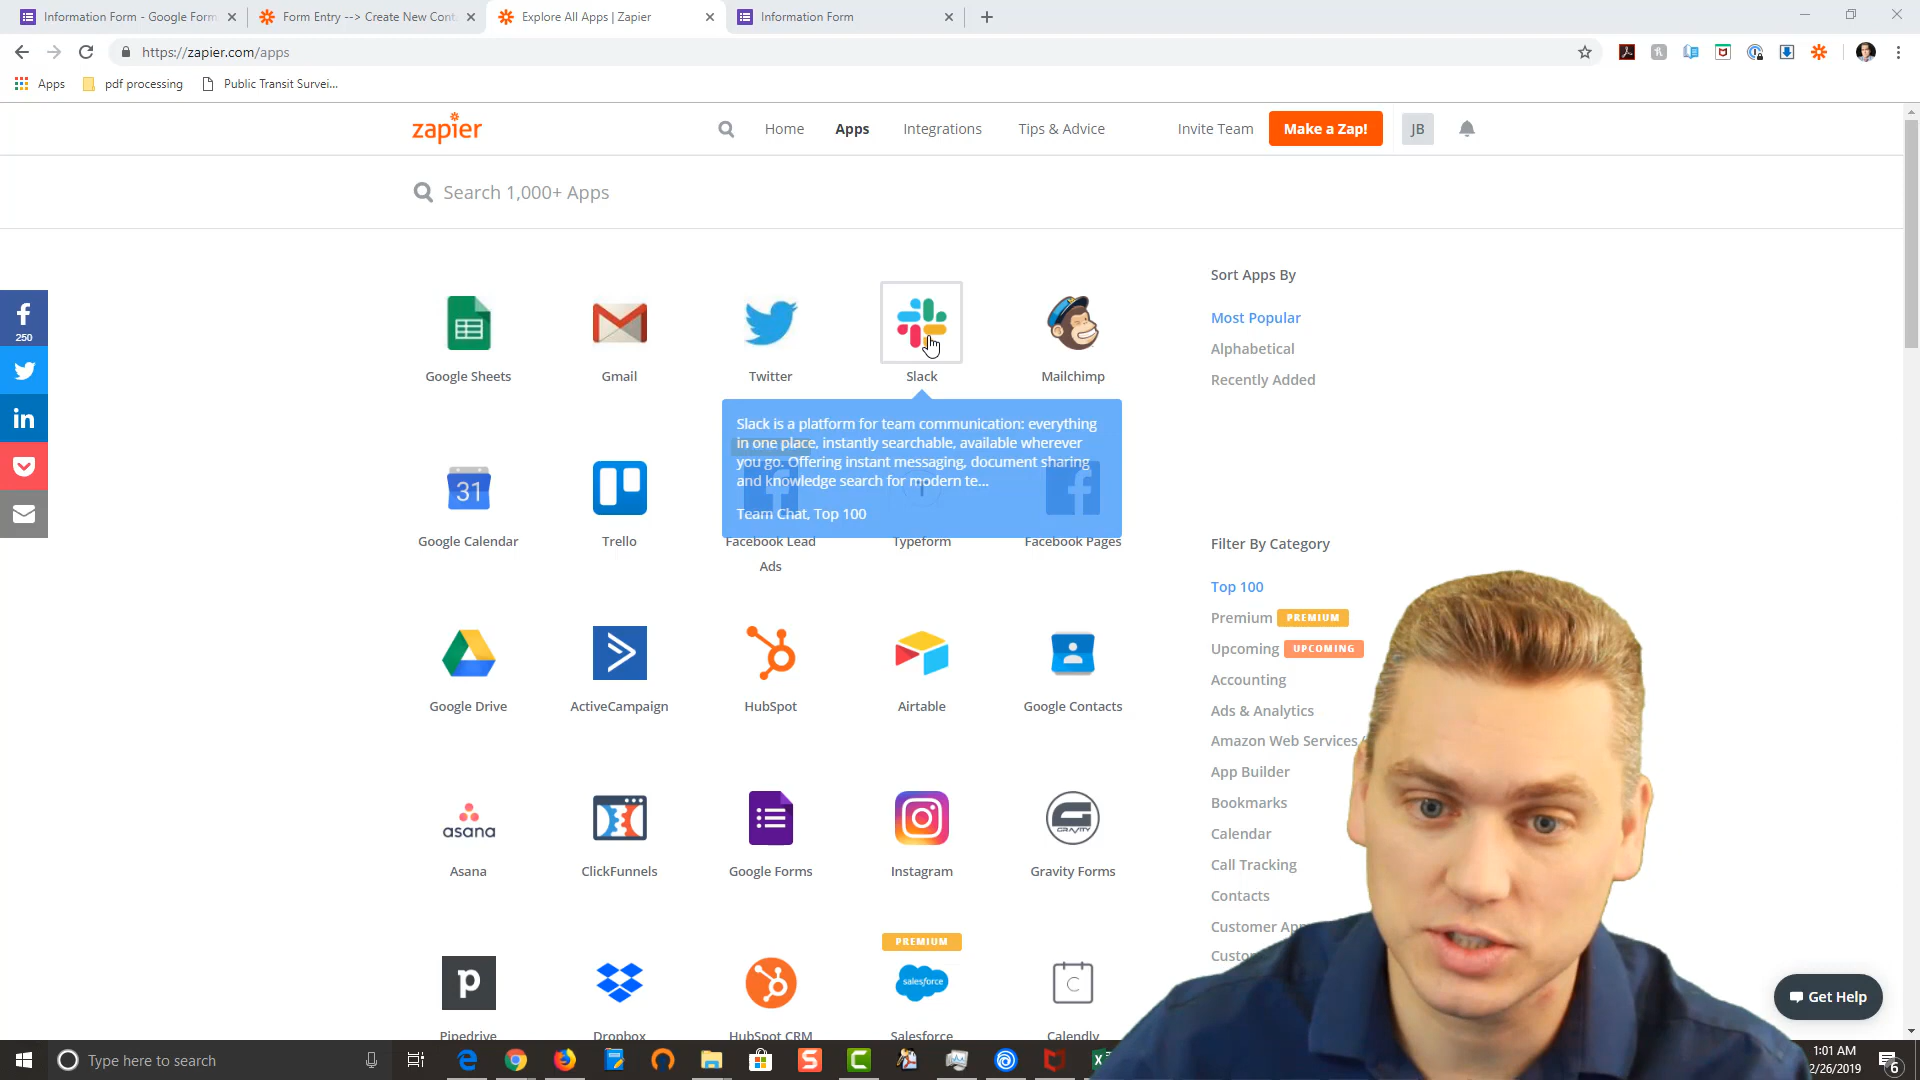 Information Form - Google Form
Form Entry --> Create New Cont
Explore All Apps | Zapier
Information Form
https://zapier.com/apps
Apps
pdf processing
Public Transit Survei...
zapier
Home
Apps
Integrations
Tips & Advice
Invite Team
Make a Zap!
JB
Search 1,000+ Apps
250
Google Sheets
Gmail
Twitter
Slack
Mailchimp
Slack is a platform for team communication: everything
in one place, instantly searchable, available wherever
you go. Offering instant messaging, document sharing
and knowledge search for modern te...
Team Chat, Top 100
31
Google Calendar
Trello
Facebook Lead
Ads
Typeform
Facebook Pages
Google Drive
ActiveCampaign
HubSpot
Airtable
Google Contacts
asana
GRAVITY
Asana
ClickFunnels
Google Forms
Instagram
Gravity Forms
PREMIUM
p
salesforce
C
Pipedrive
Dropbox
HubSpot CRM
Salesforce
Calendly
Sort Apps By
Most Popular
Alphabetical
Recently Added
Filter By Category
Top 100
Premium PREMIUM
Upcoming UPCOMING
Accounting
Ads & Analytics
Amazon Web Services
App Builder
Bookmarks
Calendar
Call Tracking
Contacts
Customer App
Custo
Get Help
Type here to search
1:01 AM
2/26/2019
6